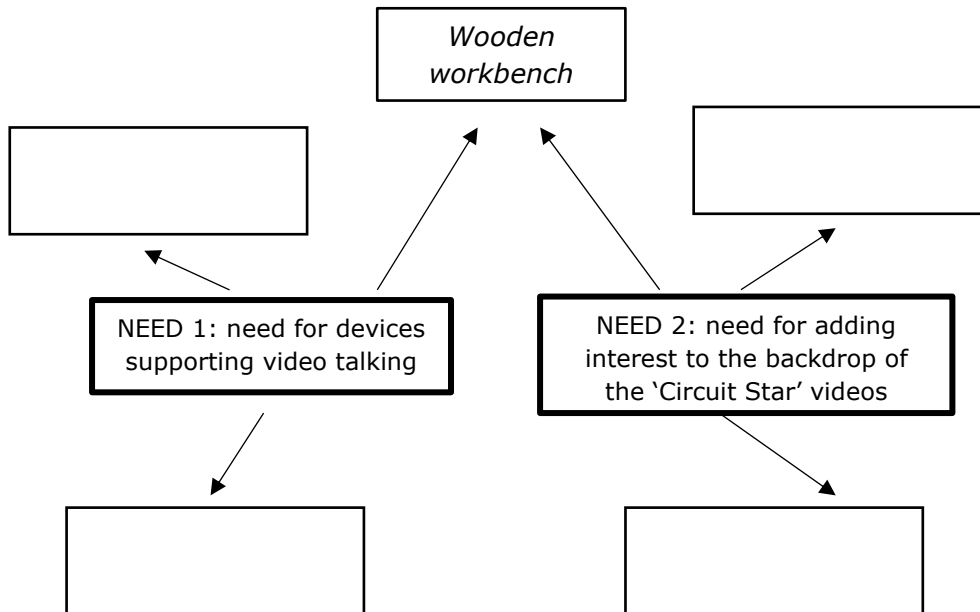 Wooden
workbench
NEED 1: need for devices
supporting video talking
NEED 2: need for adding
interest to the backdrop of
the ‘Circuit Star’ videos